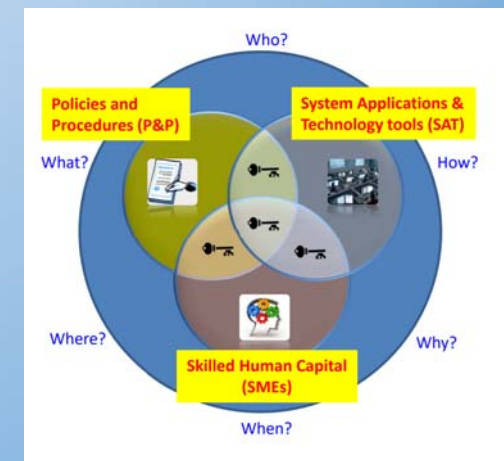 Who?
Policies and
Procedures (P&P)
System Applications &
Technology tools (SAT)
What?
How?
Where?
Why?
Skilled Human Capital
(SMEs)
When?